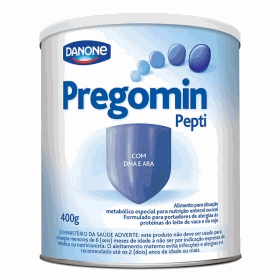 DANONE
Pregomin
Pepti
COM
DHA E ARA
Alimento para situação
metabólica especial para nutrição enteral ou oral
Formulado para portadores de alergias às
proteínas do leite de vaca e da soja
400g
O MINISTÉRIO DA SAÚDE ADVERTE: este produto não deve ser usado para
crianças menores de 6 (seis) meses de idade a não ser por indicação expressa de
médico ou nutricionista. O aleitamento materno evita infecções e alergias e é
recomendado até os 2 (dois) anos de idade ou mais.